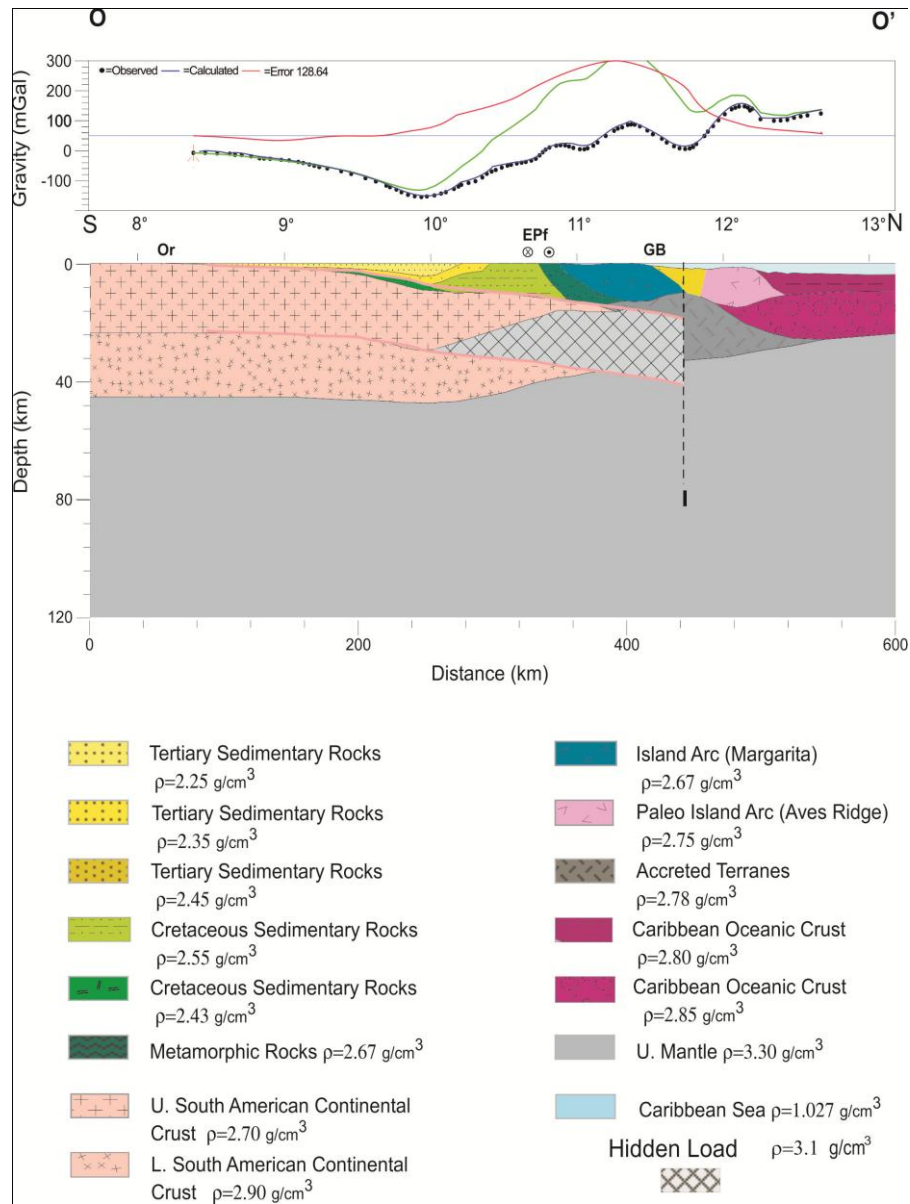 O O'
300
200
100
0
-100
Gravity (mGal)
=Observed =Calculated =Error 128.64
S 8° 9° 10° 11° 12° 13° N
Or EPf GB
0
40
80
120
Depth (km)
I
0 200 400 600
Distance (km)
Tertiary Sedimentary Rocks
ρ=2.25 g/cm³
Tertiary Sedimentary Rocks
ρ=2.35 g/cm³
Tertiary Sedimentary Rocks
ρ=2.45 g/cm³
Cretaceous Sedimentary Rocks
ρ=2.55 g/cm³
Cretaceous Sedimentary Rocks
ρ=2.43 g/cm³
Metamorphic Rocks ρ=2.67 g/cm³
U. South American Continental
Crust ρ=2.70 g/cm³
L. South American Continental
Crust ρ=2.90 g/cm³
Island Arc (Margarita)
ρ=2.67 g/cm³
Paleo Island Arc (Aves Ridge)
ρ=2.75 g/cm³
Accreted Terranes
ρ=2.78 g/cm³
Caribbean Oceanic Crust
ρ=2.80 g/cm³
Caribbean Oceanic Crust
ρ=2.85 g/cm³
U. Mantle ρ=3.30 g/cm³
Caribbean Sea ρ=1.027 g/cm³
Hidden Load ρ=3.1 g/cm³